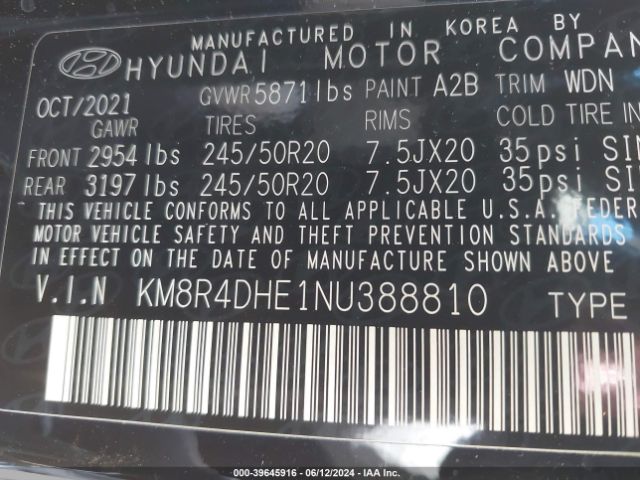 MANUFACTURED IN KOREA BY
HYUNDAI MOTOR COMPAN
OCT/2021 GVWR 5871 lbs PAINT A2B TRIM WDN
GAWR TIRES RIMS COLD TIRE IN
FRONT 2954 lbs 245/50R20 7.5JX20 35psi SIN
REAR 3197 lbs 245/50R20 7.5JX20 35psi SI
THIS VEHICLE CONFORMS TO ALL APPLICABLE U.S.A. FEDER
MOTOR VEHICLE SAFETY AND THEFT PREVENTION STANDARDS
IN EFFECT ON THE DATE OF MANUFACTURE SHOWN ABOVE
V.I.N KM8R4DHE1NU388810 TYPE
000-39645916 | 06/12/2024 | IAA Inc.